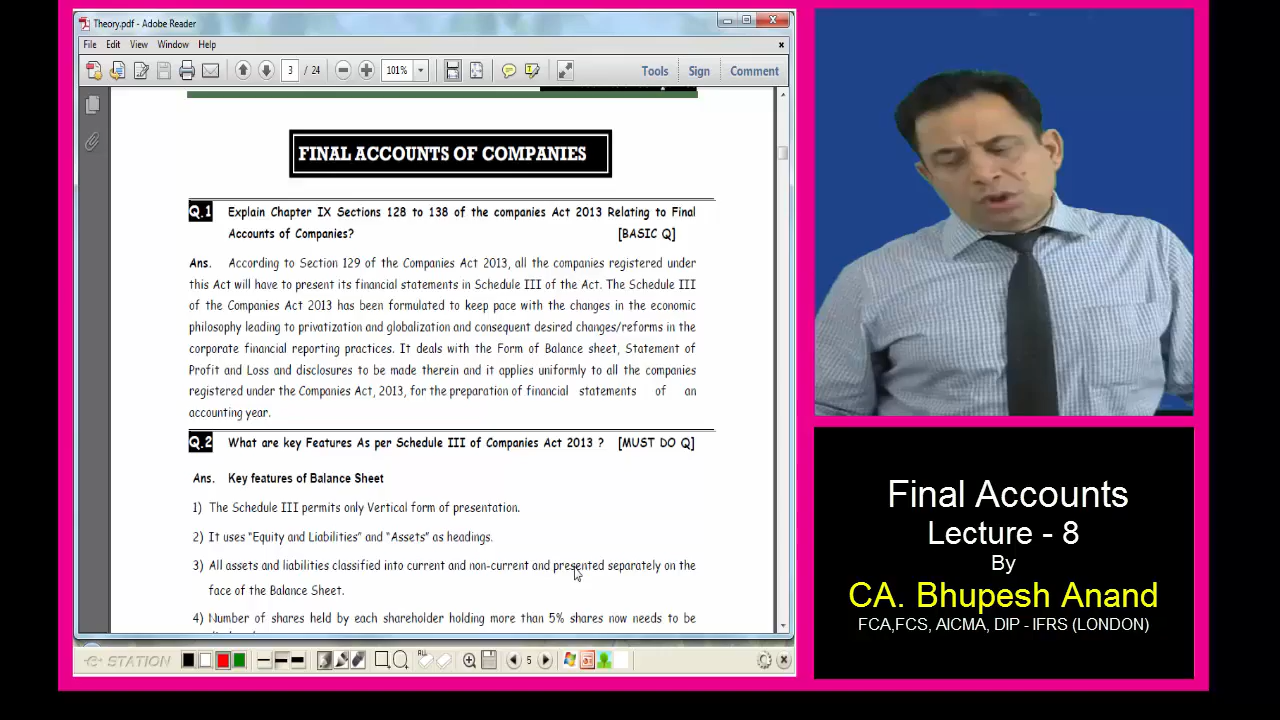 Theory.pdf - Adobe Reader
File Edit View Window Help
3 / 24 101% Tools Sign Comment
FINAL ACCOUNTS OF COMPANIES
Q.1 Explain Chapter IX Sections 128 to 138 of the companies Act 2013 Relating to Final
Accounts of Companies? [BASIC Q]
Ans. According to Section 129 of the Companies Act 2013, all the companies registered under
this Act will have to present its financial statements in Schedule III of the Act. The Schedule III
of the Companies Act 2013 has been formulated to keep pace with the changes in the economic
philosophy leading to privatization and globalization and consequent desired changes/reforms in the
corporate financial reporting practices. It deals with the Form of Balance sheet, Statement of
Profit and Loss and disclosures to be made therein and it applies uniformly to all the companies
registered under the Companies Act, 2013, for the preparation of financial statements of an
accounting year.
Q.2 What are key Features As per Schedule III of Companies Act 2013 ? [MUST DO Q]
Ans. Key features of Balance Sheet
1) The Schedule III permits only Vertical form of presentation.
2) It uses "Equity and Liabilities" and "Assets" as headings.
3) All assets and liabilities classified into current and non-current and presented separately on the
face of the Balance Sheet.
4) Number of shares held by each shareholder holding more than 5% shares now needs to be
e-STATION
5
Final Accounts
Lecture - 8
By
CA. Bhupesh Anand
FCA,FCS, AICMA, DIP - IFRS (LONDON)